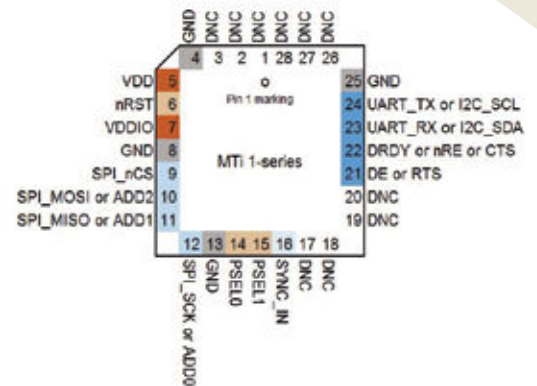 GND DNC DNC DNC DNC DNC DNC
4 3 2 1 28 27 26
VDD 5
nRST 6
VDDIO 7
GND 8
SPI_nCS 9
SPI_MOSI or ADD2 10
SPI_MISO or ADD1 11
Pin 1 marking
MTi 1-series
25 GND
24 UART_TX or I2C_SCL
23 UART_RX or I2C_SDA
22 DRDY or nRE or CTS
21 DE or RTS
20 DNC
19 DNC
12 13 14 15 16 17 18
SPI_SCK or ADD0 GND PSEL0 PSEL1 SYNC_IN DNC DNC